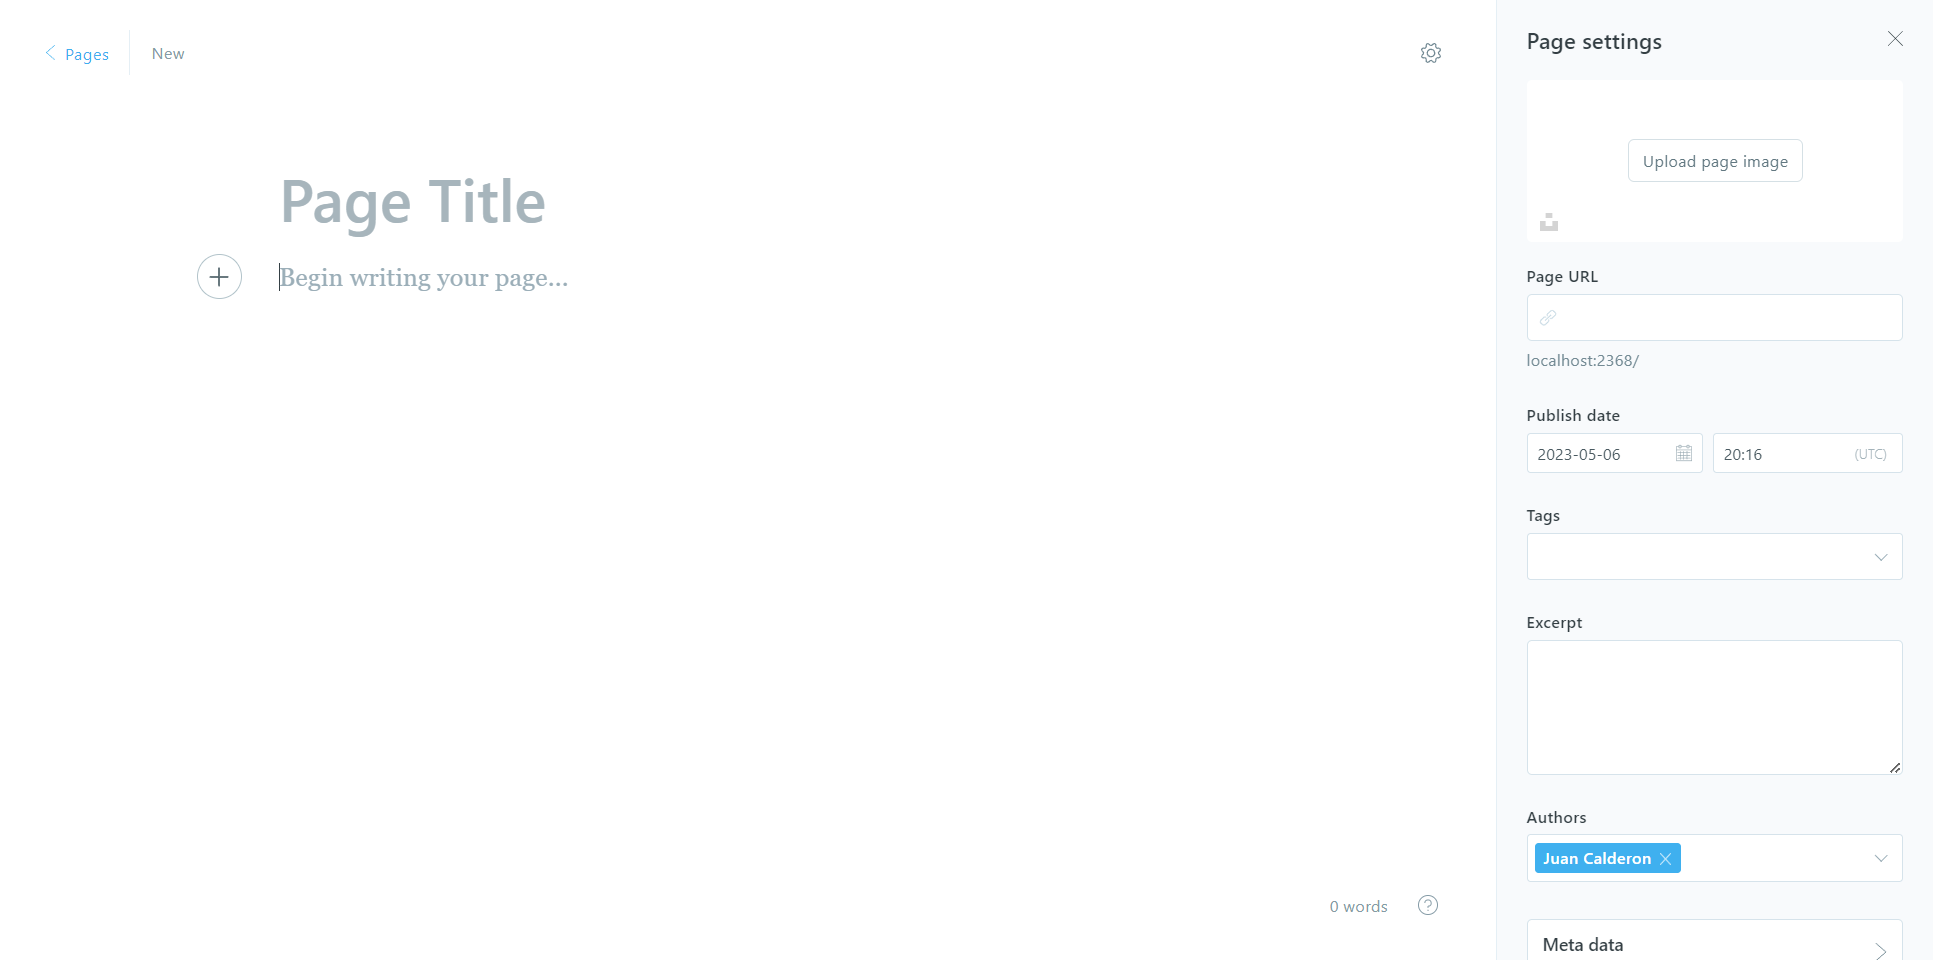 Pages
New
Page Title
Begin writing your page...
0 words
Page settings
Upload page image
Page URL
localhost:2368/
Publish date
2023-05-06
20:16 (UTC)
Tags
Excerpt
Authors
Juan Calderon
Meta data